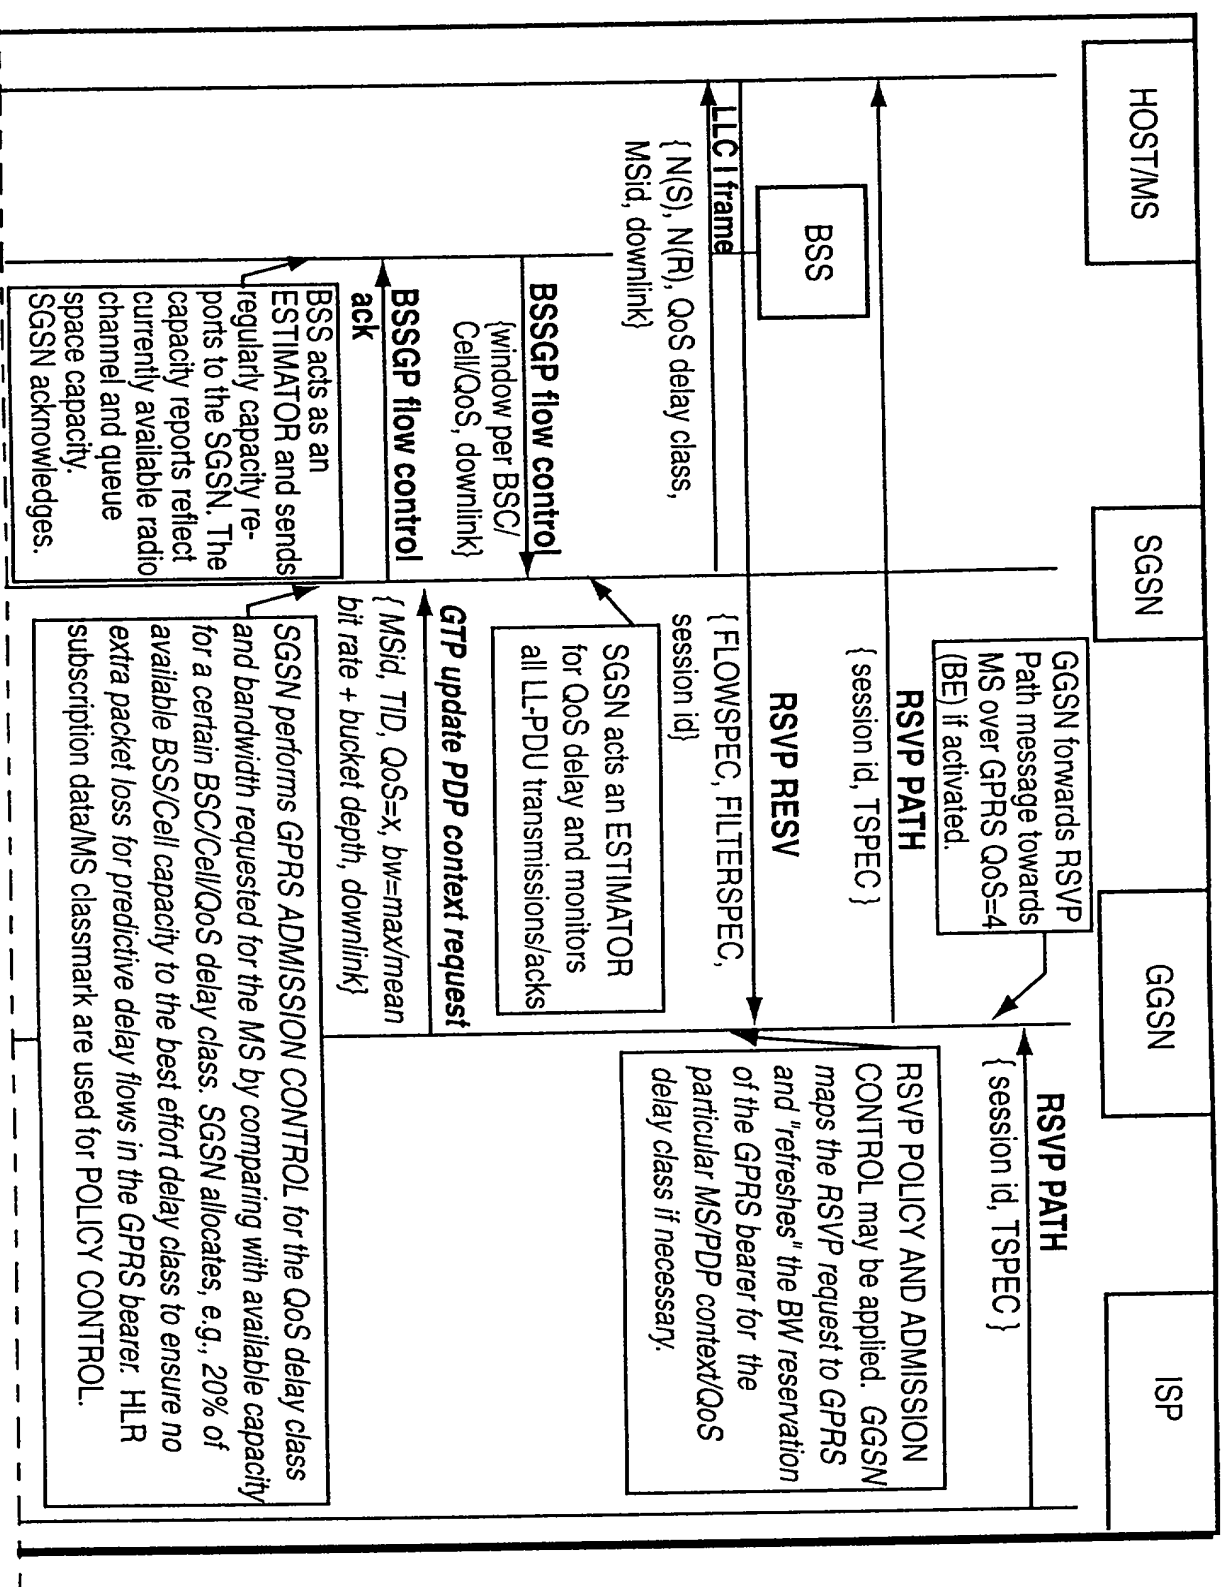 HOST/MS
SGSN
GGSN
ISP
RSVP PATH
{ session id, TSPEC }
GGSN forwards RSVP
Path message towards
MS over GPRS QoS=4
(BE) if activated.
RSVP PATH
{ session id, TSPEC }
BSS
RSVP RESV
{ FLOWSPEC, FILTERSPEC,
session id}
RSVP POLICY AND ADMISSION
CONTROL may be applied. GGSN
maps the RSVP request to GPRS
and "refreshes" the BW reservation
of the GPRS bearer for the
particular MS/PDP context/QoS
delay class if necessary.
LLC I frame
{ N(S), N(R), QoS delay class,
MSid, downlink}
SGSN acts an ESTIMATOR
for QoS delay and monitors
all LL-PDU transmissions/acks
BSSGP flow control
{window per BSC/
Cell/QoS, downlink}
GTP update PDP context request
{ MSid, TID, QoS=x, bw=max/mean
bit rate + bucket depth, downlink}
BSSGP flow control
ack
BSS acts as an
ESTIMATOR and sends
regularly capacity re-
ports to the SGSN. The
capacity reports reflect
currently available radio
channel and queue
space capacity.
SGSN acknowledges.
SGSN performs GPRS ADMISSION CONTROL for the QoS delay class
and bandwidth requested for the MS by comparing with available capacity
for a certain BSC/Cell/QoS delay class. SGSN allocates, e.g., 20% of
available BSS/Cell capacity to the best effort delay class to ensure no
extra packet loss for predictive delay flows in the GPRS bearer. HLR
subscription data/MS classmark are used for POLICY CONTROL.